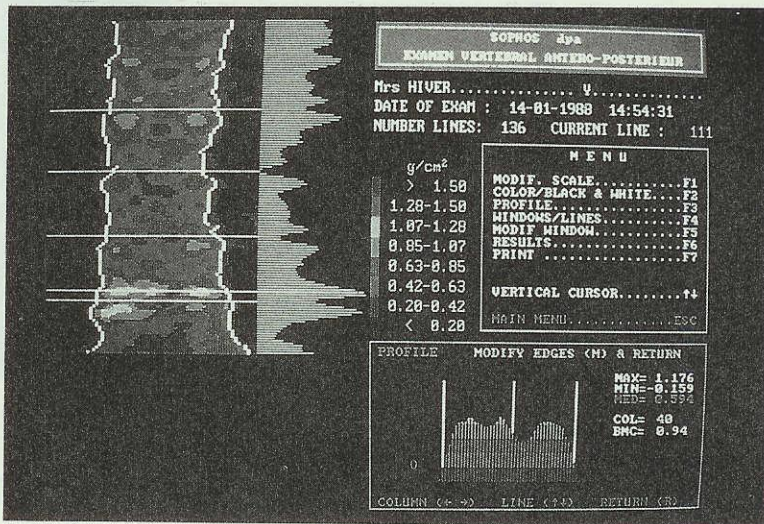 SOPHOS dpa
EXAMEN VERTEBRAL ANTERO-POSTERIEUR
Mrs HIVER............... Y..............
DATE OF EXAM : 14-01-1988 14:54:31
NUMBER LINES: 136 CURRENT LINE : 111
g/cm²
> 1.50
1.28-1.50
1.07-1.28
0.85-1.07
0.63-0.85
0.42-0.63
0.20-0.42
< 0.20
MENU
MODIF. SCALE...........F1
COLOR/BLACK & WHITE....F2
PROFILE................F3
WINDOWS/LINES..........F4
MODIF WINDOW...........F5
RESULTS................F6
PRINT .................F7
VERTICAL CURSOR........↑↓
MAIN MENU.............ESC
PROFILE MODIFY EDGES (M) & RETURN
MAX= 1.176
MIN=-0.159
MED= 0.594
COL= 40
BMC= 0.94
0
COLUMN (← →) LINE (↑↓) RETURN (R)